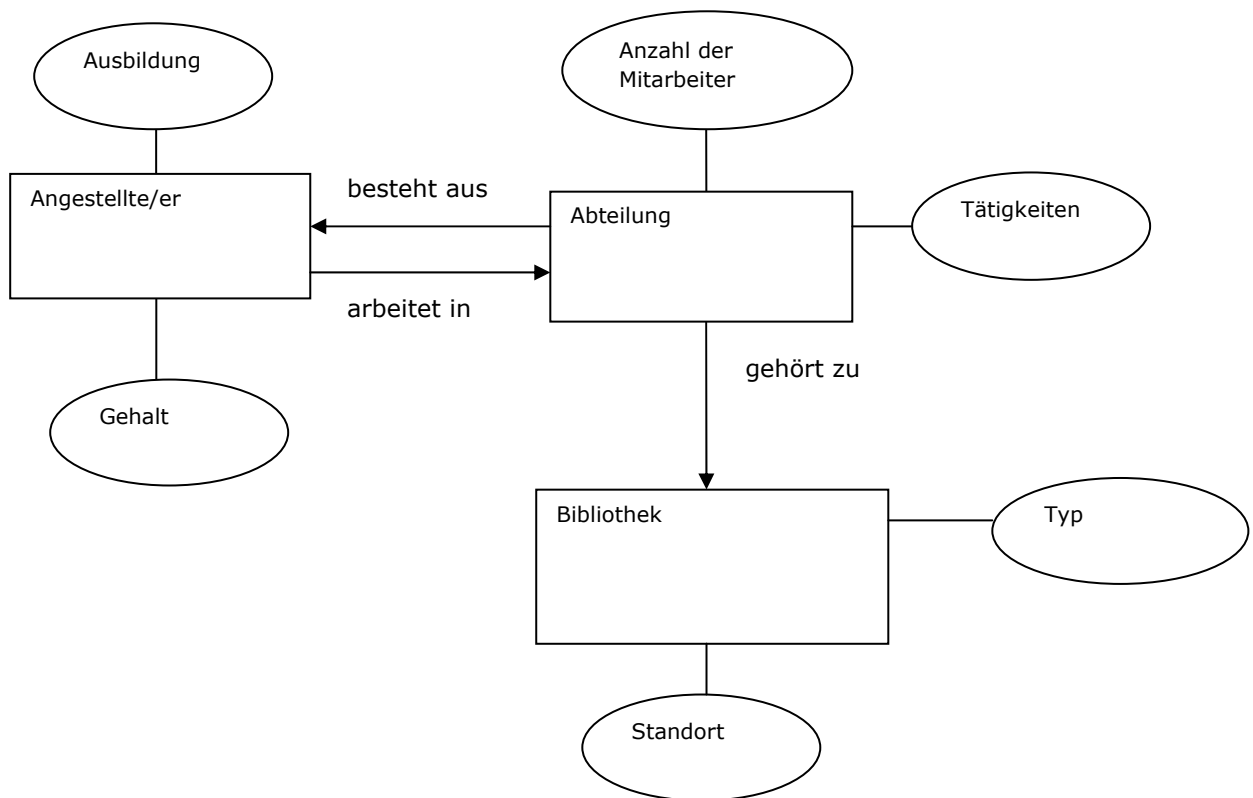 Ausbildung
Anzahl der
Mitarbeiter
Angestellte/er
besteht aus
Abteilung
Tätigkeiten
arbeitet in
gehört zu
Gehalt
Bibliothek
Typ
Standort